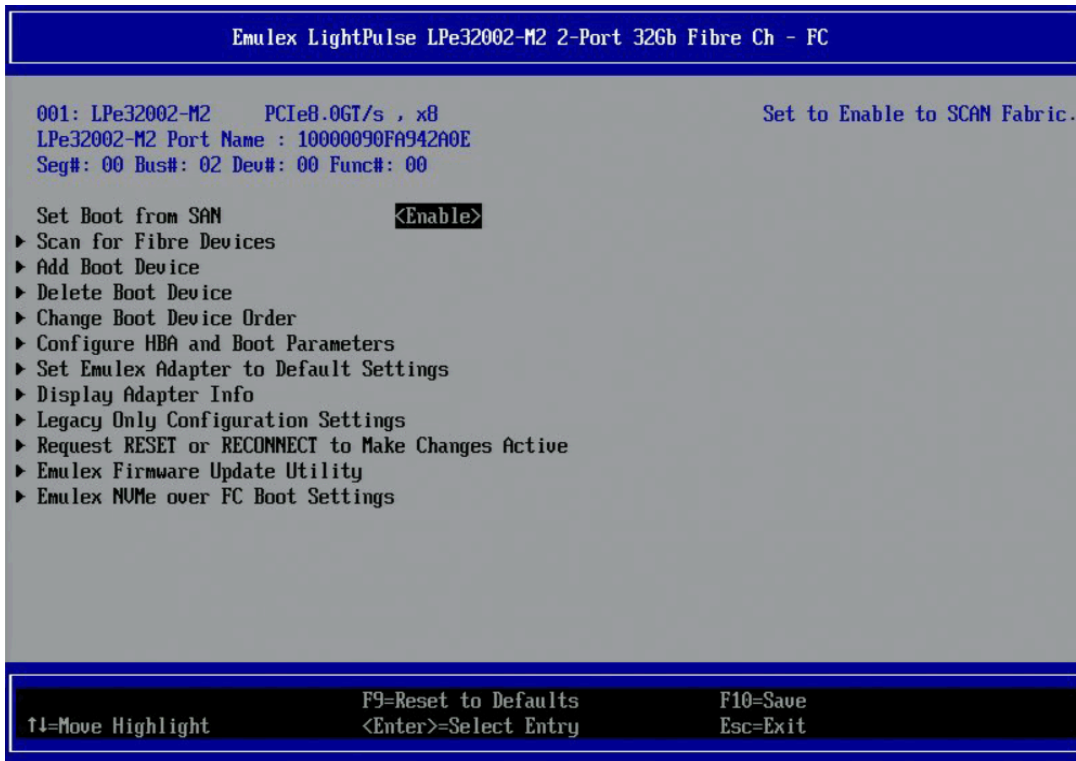 Emulex LightPulse LPe32002-M2 2-Port 32Gb Fibre Ch - FC
001: LPe32002-M2 PCIe8.0GT/s , x8
Set to Enable to SCAN Fabric.
LPe32002-M2 Port Name : 10000090FA942A0E
Seg#: 00 Bus#: 02 Dev#: 00 Func#: 00
Set Boot from SAN <Enable>
Scan for Fibre Devices
Add Boot Device
Delete Boot Device
Change Boot Device Order
Configure HBA and Boot Parameters
Set Emulex Adapter to Default Settings
Display Adapter Info
Legacy Only Configuration Settings
Request RESET or RECONNECT to Make Changes Active
Emulex Firmware Update Utility
Emulex NVMe over FC Boot Settings
F9=Reset to Defaults F10=Save
↑↓=Move Highlight <Enter>=Select Entry Esc=Exit